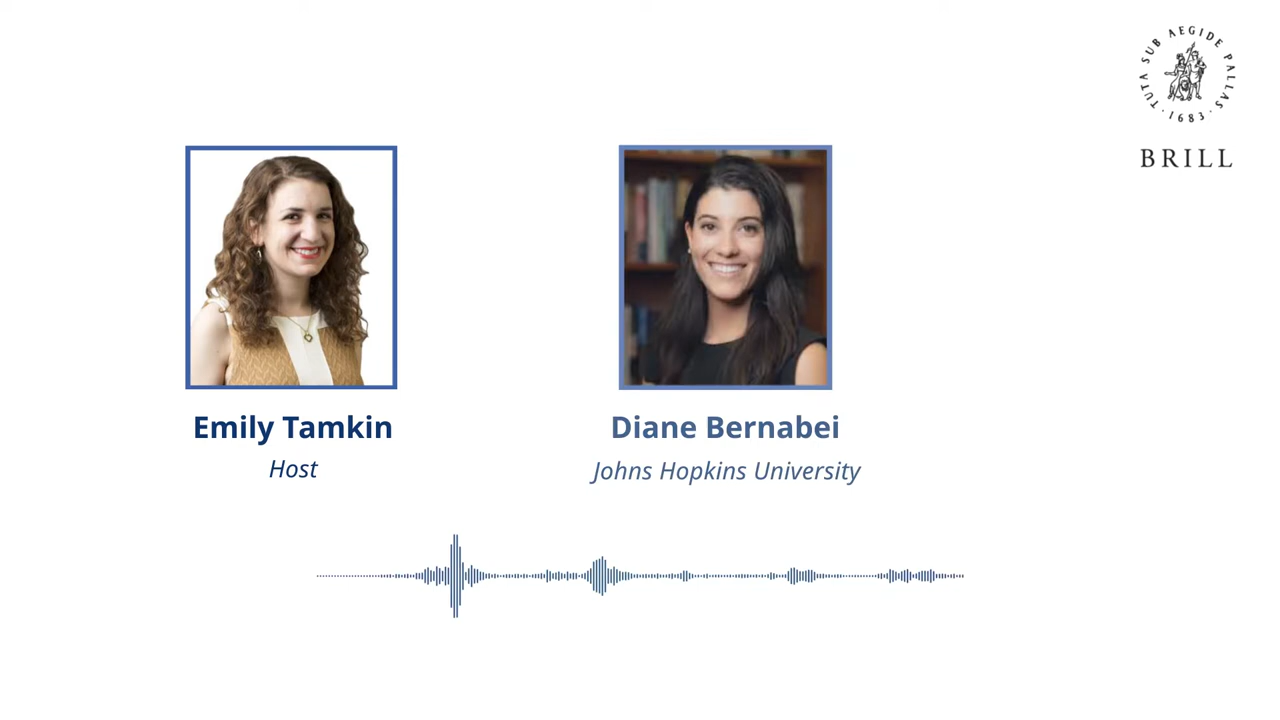 TUTA SUB AEGIDE PALLAS · 1683 ·
BRILL
Emily Tamkin
Host
Diane Bernabei
Johns Hopkins University